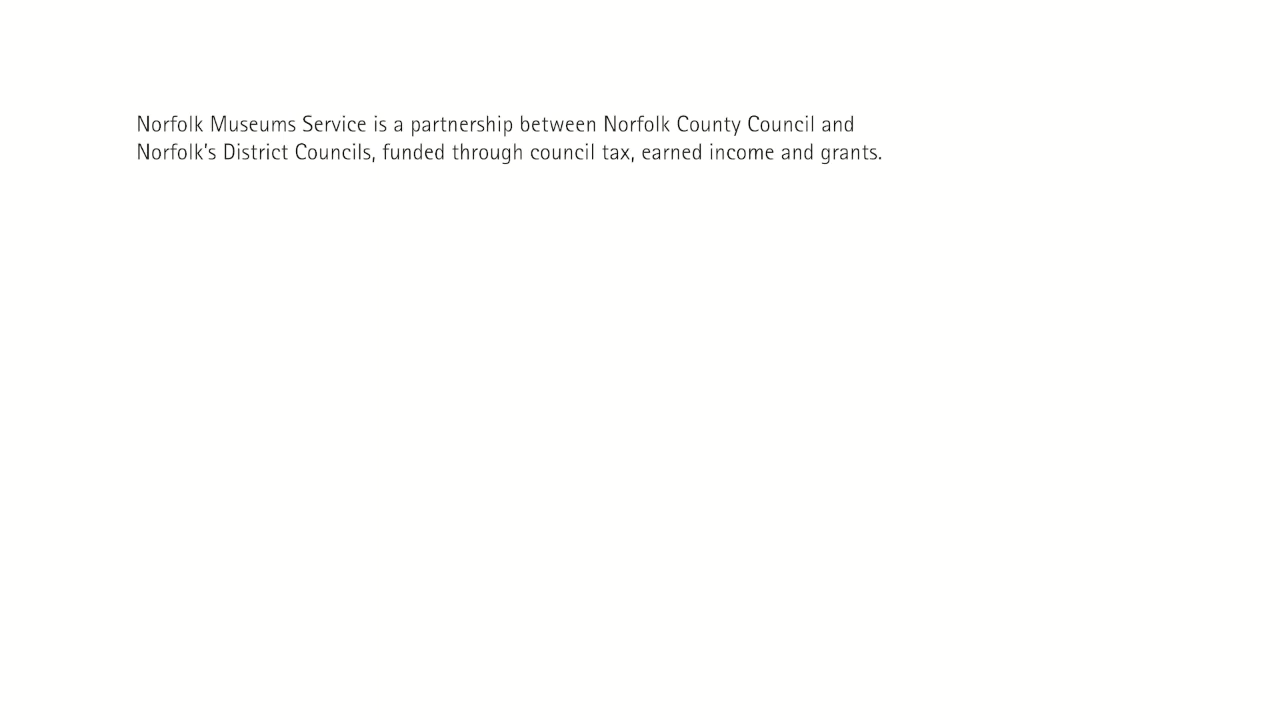 Norfolk Museums Service is a partnership between Norfolk County Council and
Norfolk's District Councils, funded through council tax, earned income and grants.